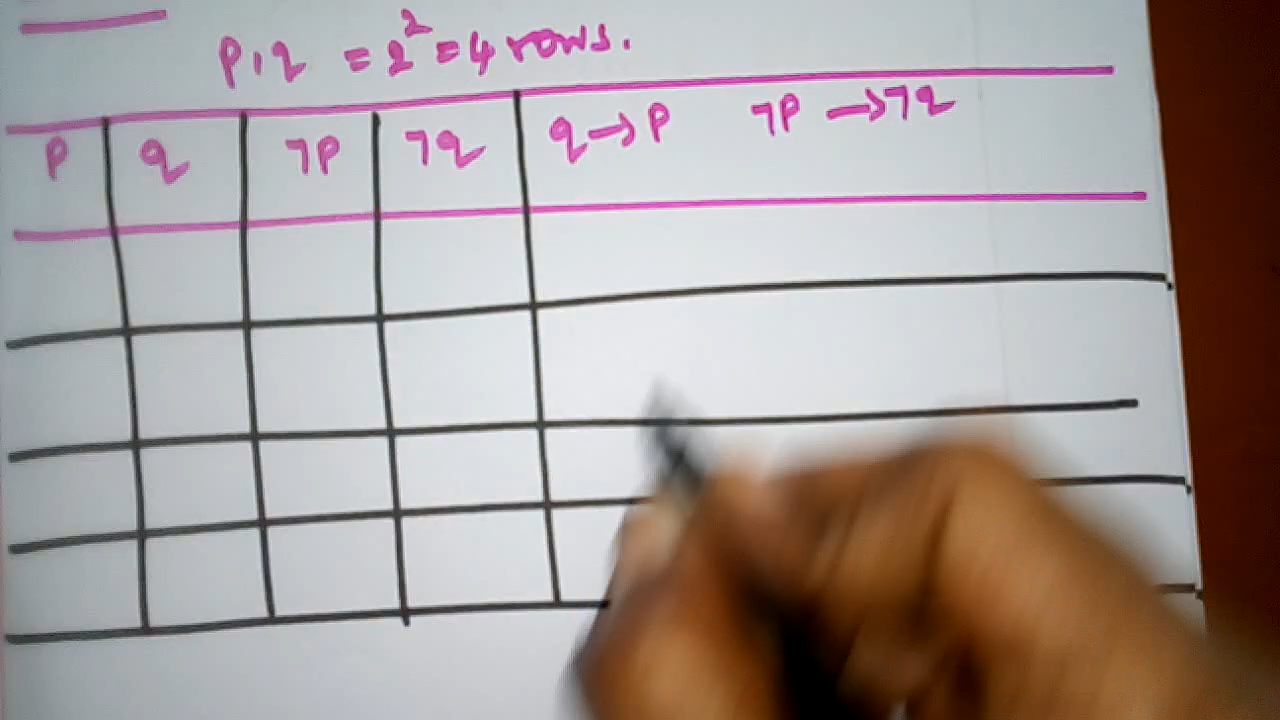 P, q = 2² = 4 rows.
P q ¬P ¬q q → P ¬P → ¬q